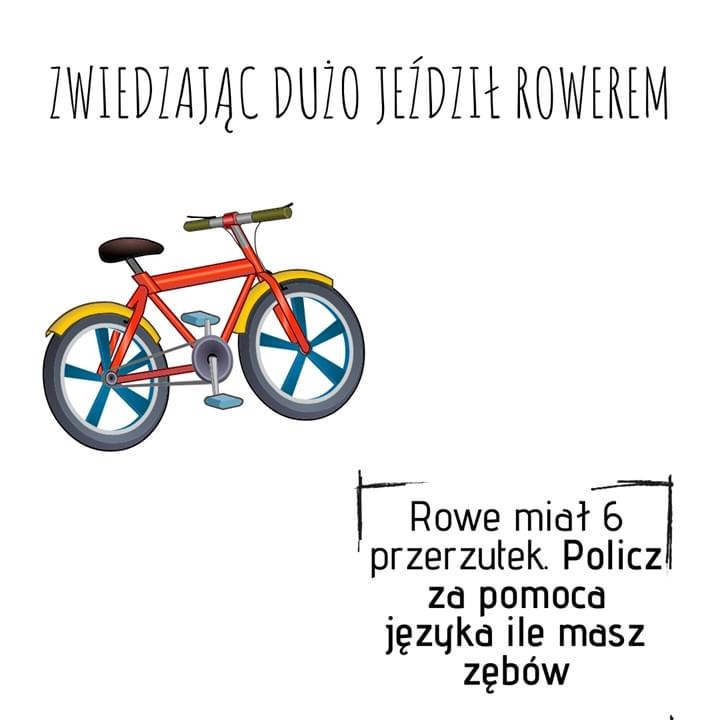 ZWIEDZAJĄC DUŻO JEŹDZIŁ ROWEREM
Rowe miał 6
przerzutek. Policz
za pomoca
języka ile masz
zębów